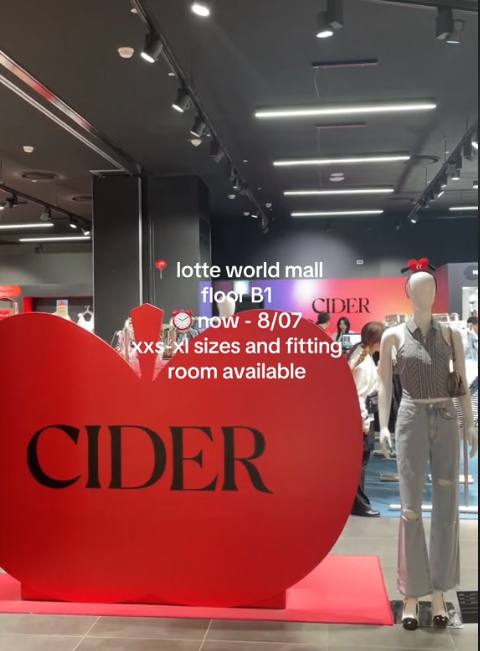 📍 lotte world mall
floor B1
⏰ now - 8/07
xxs-xl sizes and fitting
room available
CIDER
CIDER